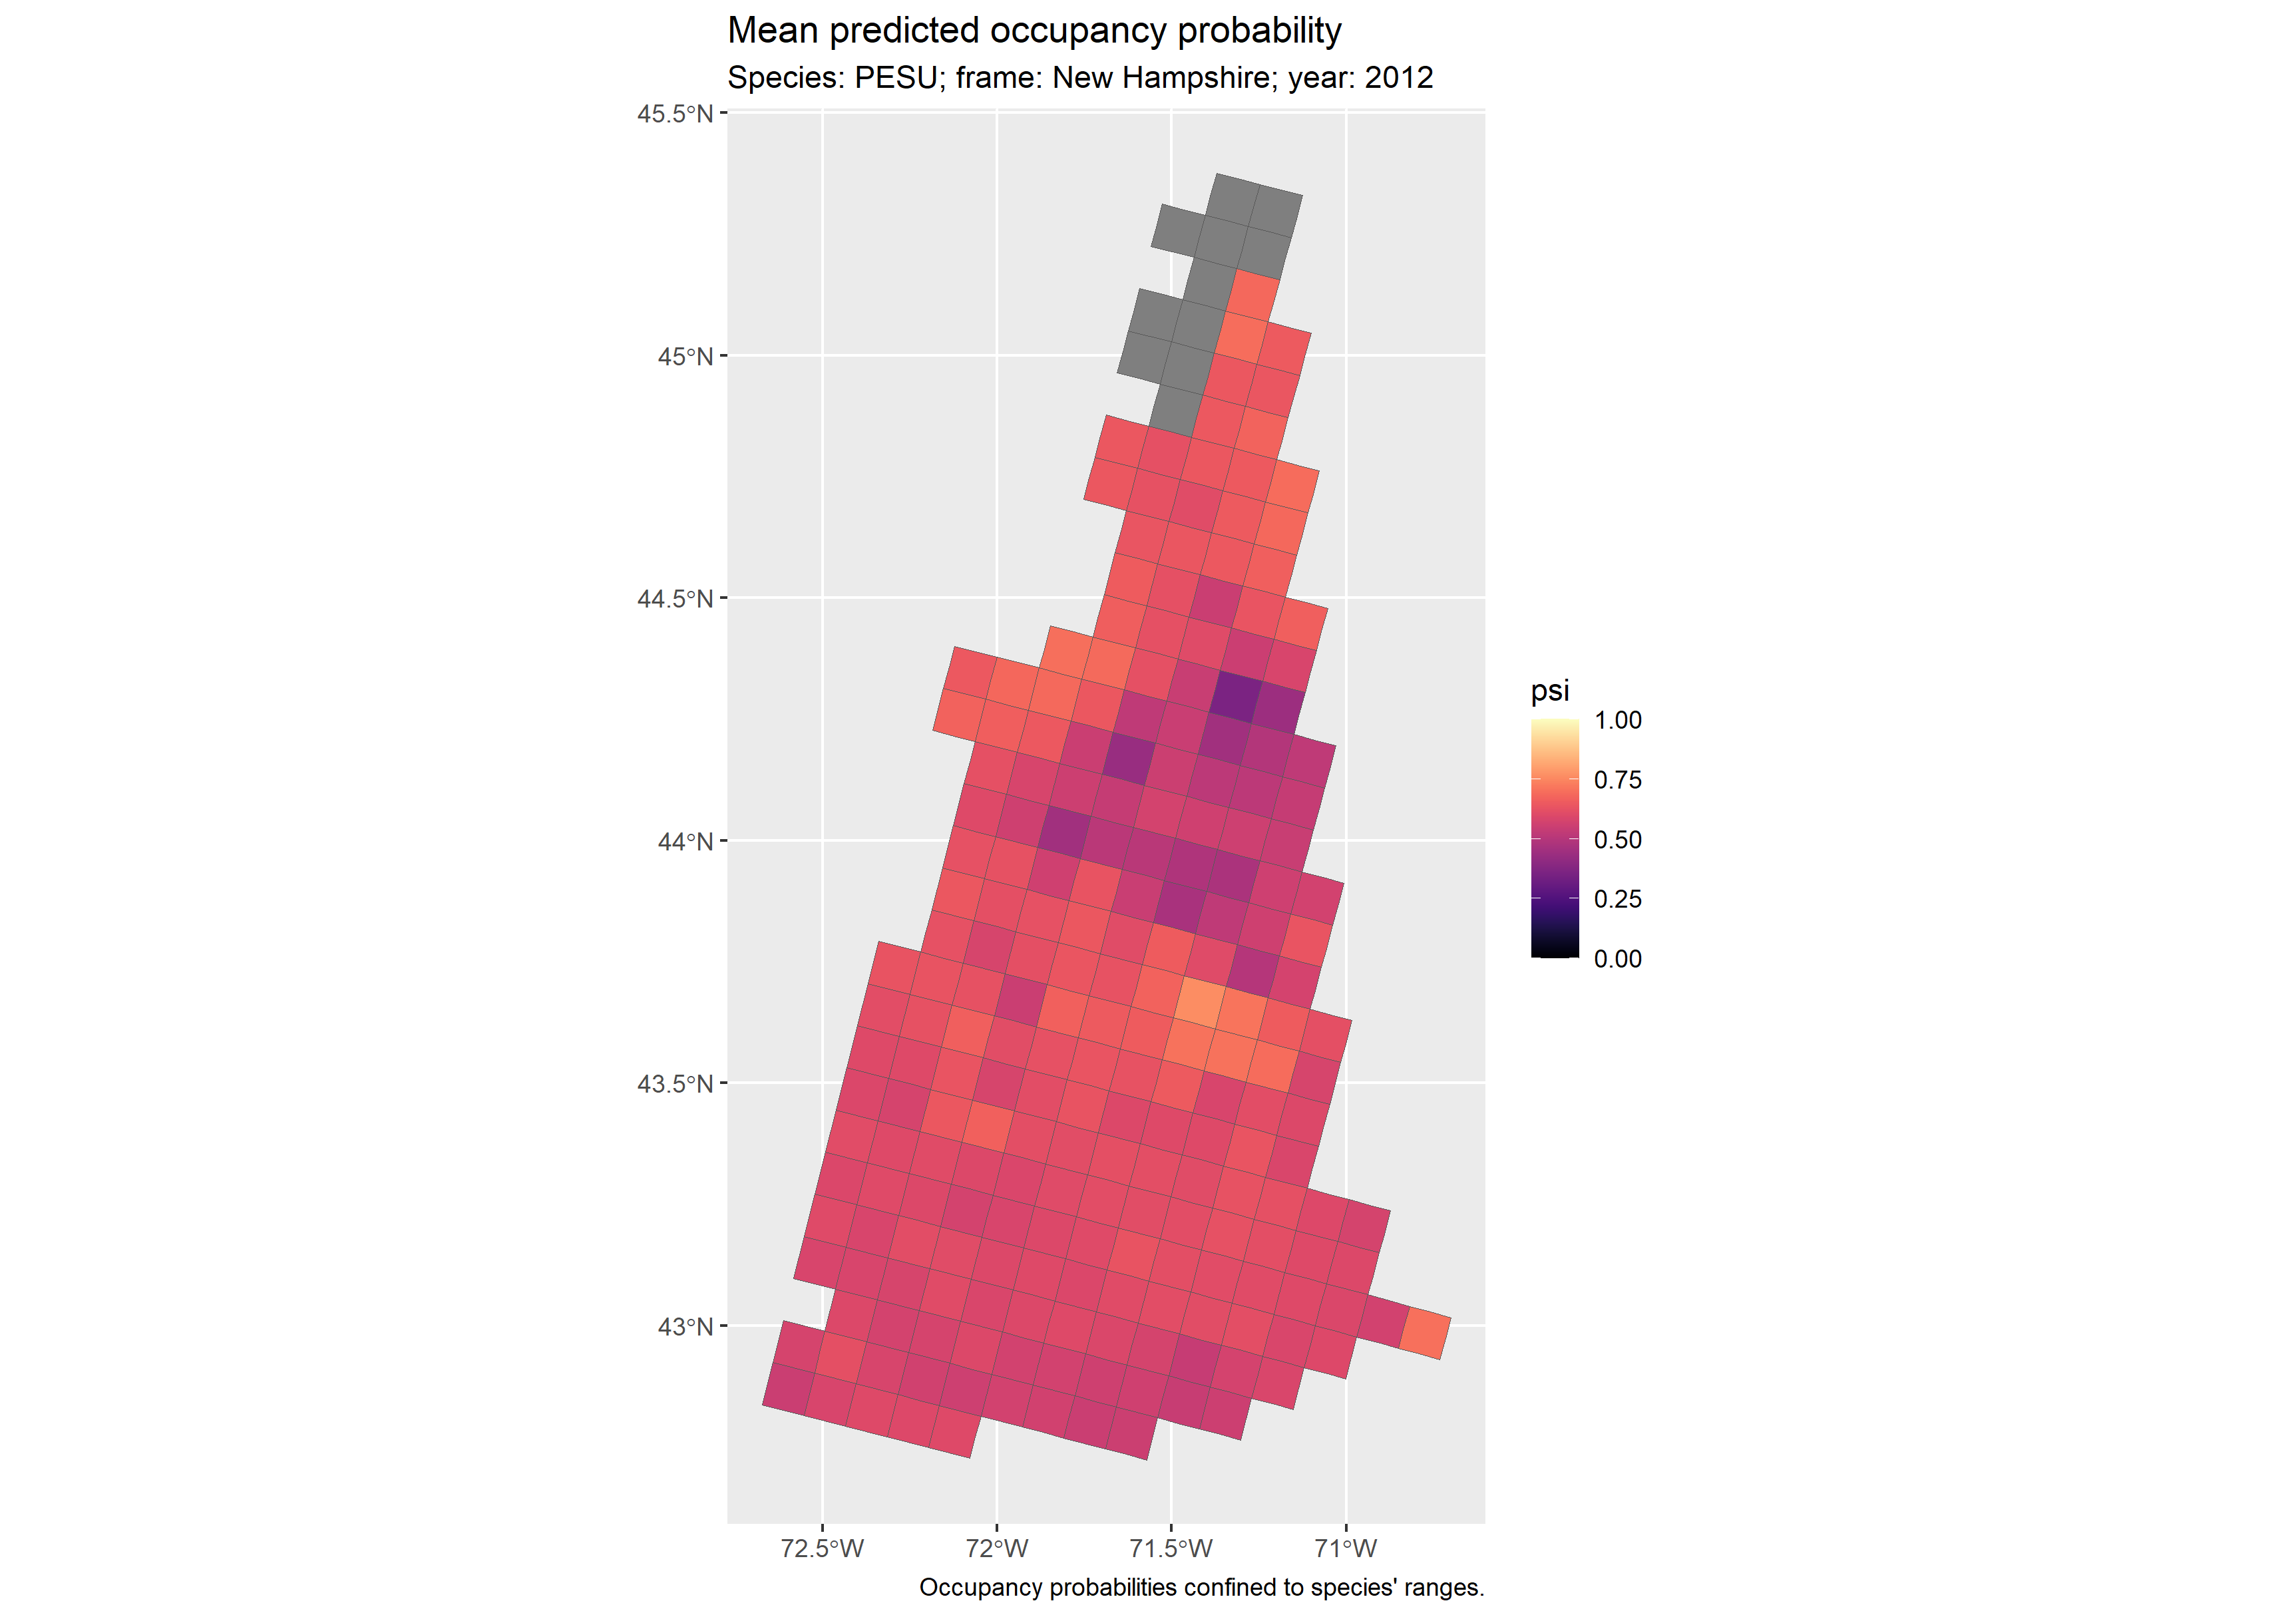 Mean predicted occupancy probability
Species: PESU; frame: New Hampshire; year: 2012
45.5°N
45°N
44.5°N
44°N
43.5°N
43°N
72.5°W
72°W
71.5°W
71°W
psi
1.00
0.75
0.50
0.25
0.00
Occupancy probabilities confined to species' ranges.